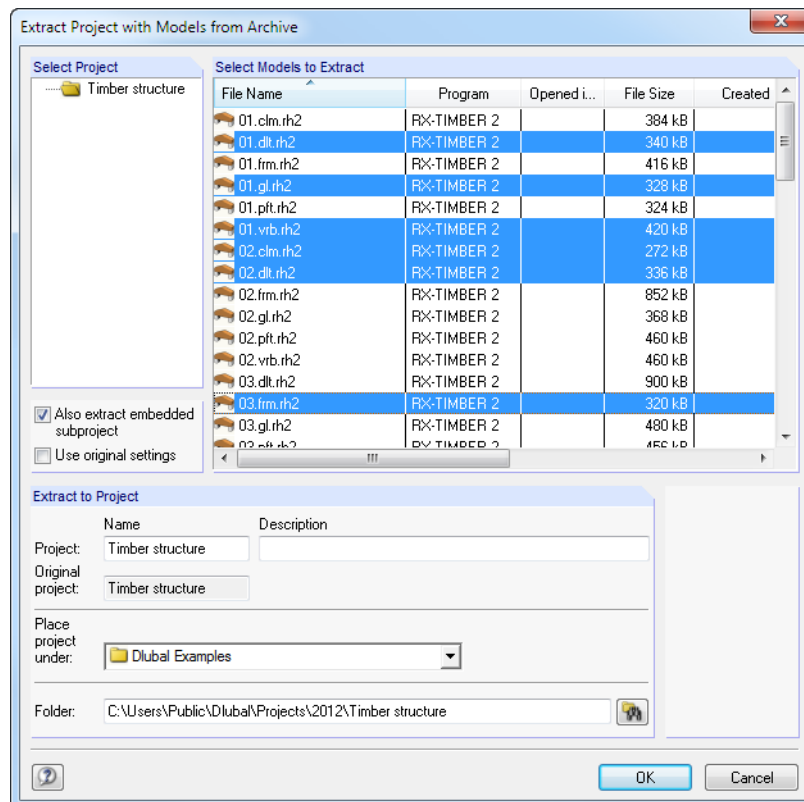 Extract Project with Models from Archive
Select Project
Timber structure
Select Models to Extract
File Name Program Opened i... File Size Created
01.clm.rh2 RX-TIMBER 2 384 kB
01.dlt.rh2 RX-TIMBER 2 340 kB
01.frm.rh2 RX-TIMBER 2 416 kB
01.gl.rh2 RX-TIMBER 2 328 kB
01.pft.rh2 RX-TIMBER 2 324 kB
01.vrb.rh2 RX-TIMBER 2 420 kB
02.clm.rh2 RX-TIMBER 2 272 kB
02.dlt.rh2 RX-TIMBER 2 336 kB
02.frm.rh2 RX-TIMBER 2 852 kB
02.gl.rh2 RX-TIMBER 2 368 kB
02.pft.rh2 RX-TIMBER 2 460 kB
02.vrb.rh2 RX-TIMBER 2 460 kB
03.dlt.rh2 RX-TIMBER 2 900 kB
03.frm.rh2 RX-TIMBER 2 320 kB
03.gl.rh2 RX-TIMBER 2 480 kB
03.pft.rh2 RX-TIMBER 2 456 kB
Also extract embedded
subproject
Use original settings
Extract to Project
Name Description
Project: Timber structure
Original
project: Timber structure
Place
project
under: Dlubal Examples
Folder: C:\Users\Public\Dlubal\Projects\2012\Timber structure
OK Cancel